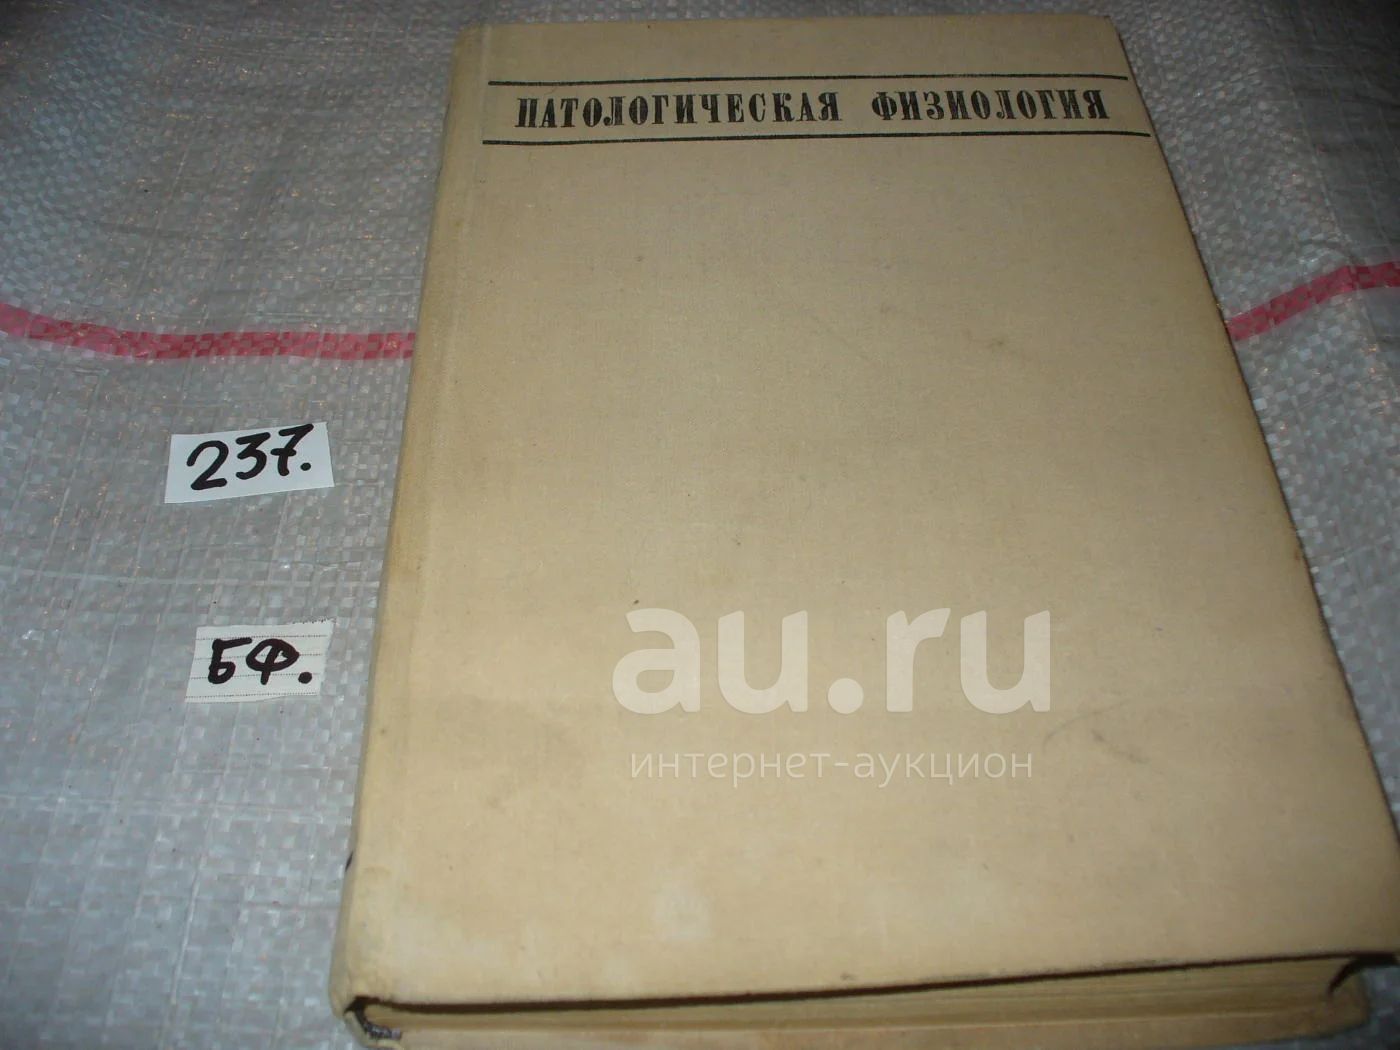 ПАТОЛОГИЧЕСКАЯ ФИЗИОЛОГИЯ
237.
БФ.
au.ru
интернет-аукцион